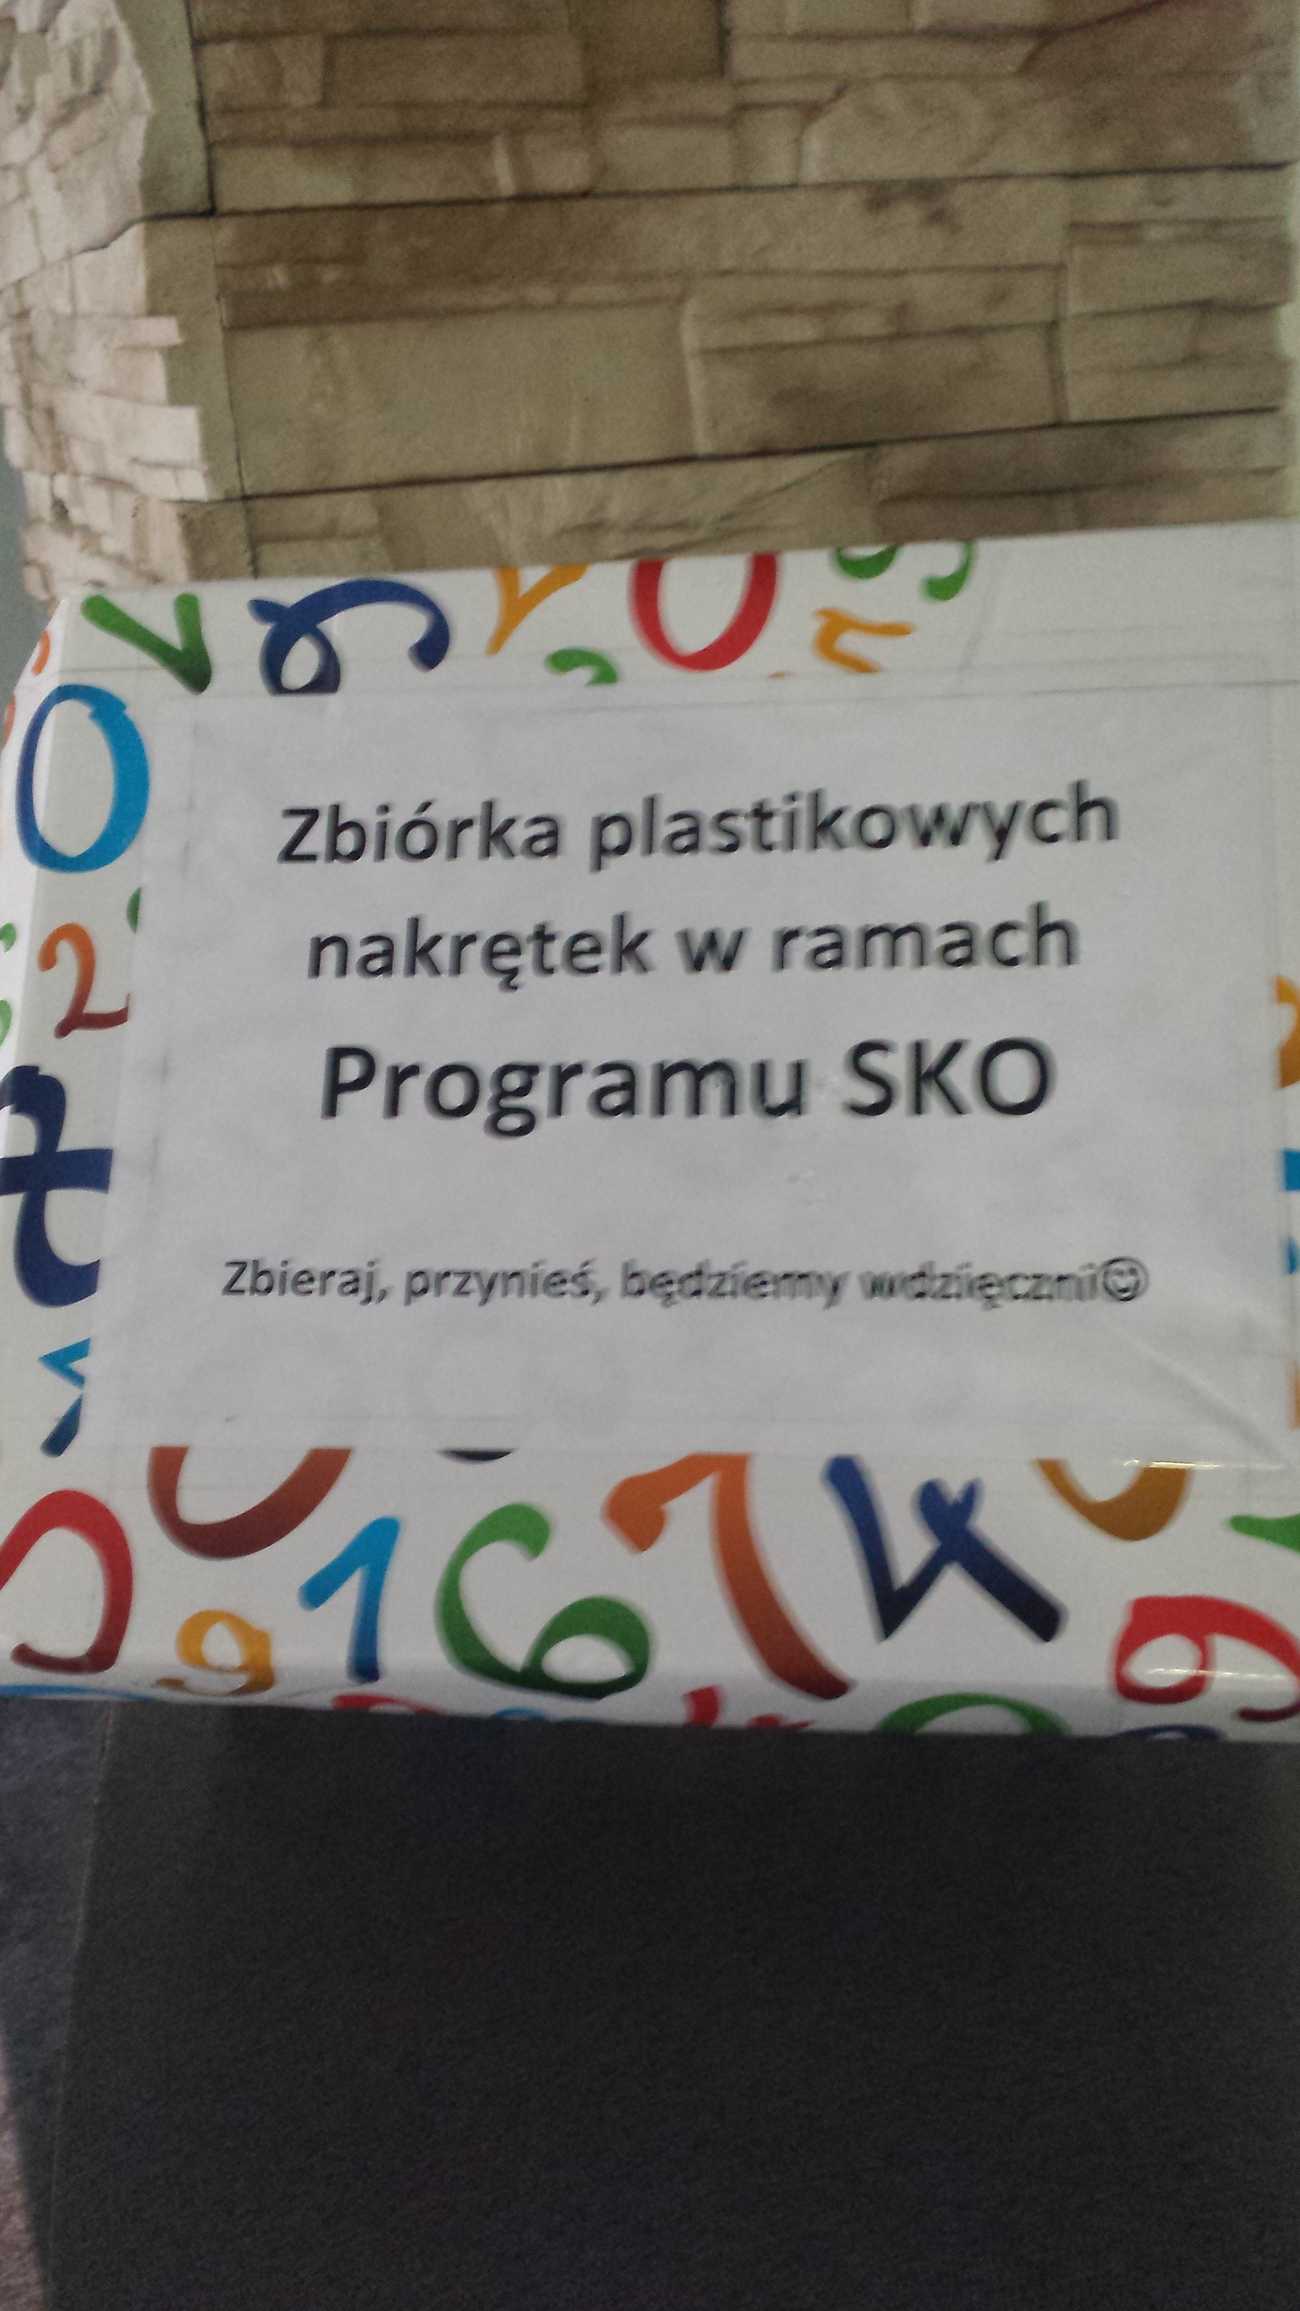 Zbiórka plastikowych
nakrętek w ramach
Programu SKO
Zbieraj, przynieś, będziemy wdzięczni☺